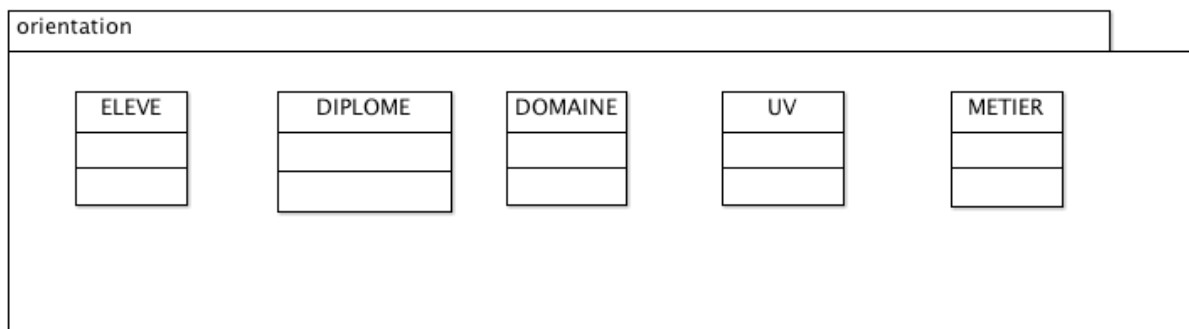 orientation
ELEVE
DIPLOME
DOMAINE
UV
METIER